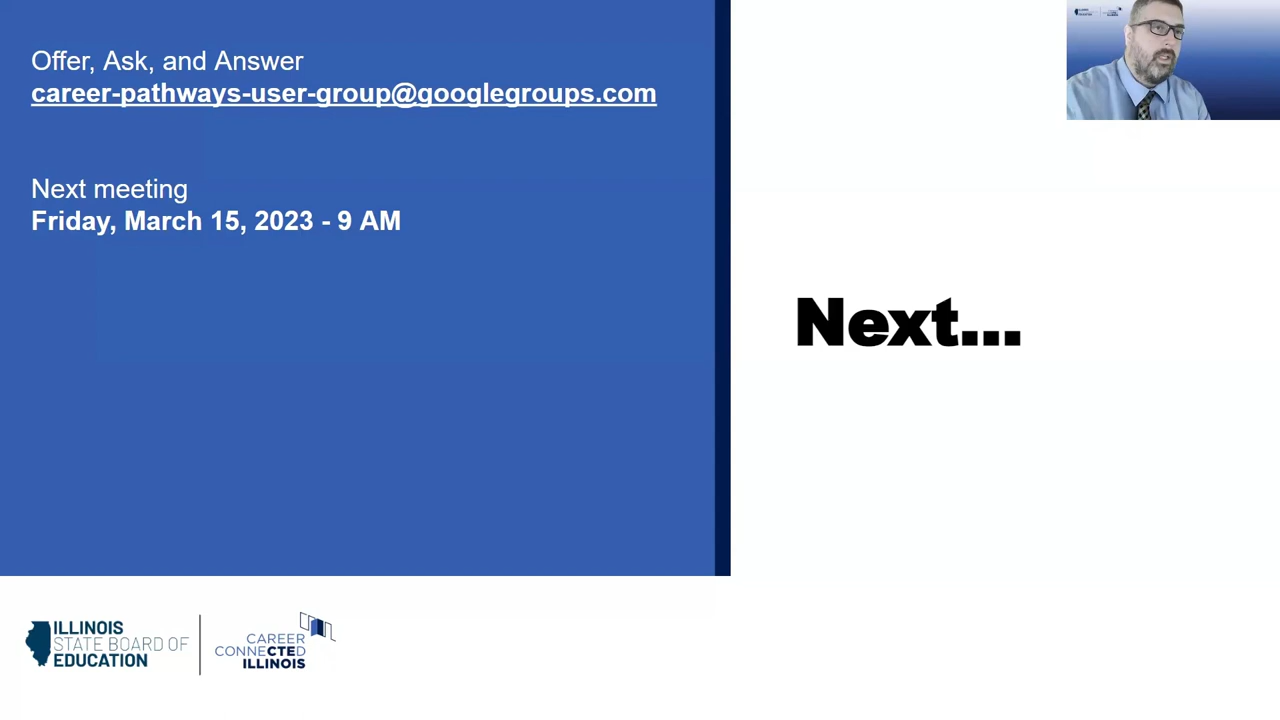 Offer, Ask, and Answer
career-pathways-user-group@googlegroups.com
Next meeting
Friday, March 15, 2023 - 9 AM
Next...
ILLINOIS
STATE BOARD OF
EDUCATION
CAREER
CONNECTED
ILLINOIS